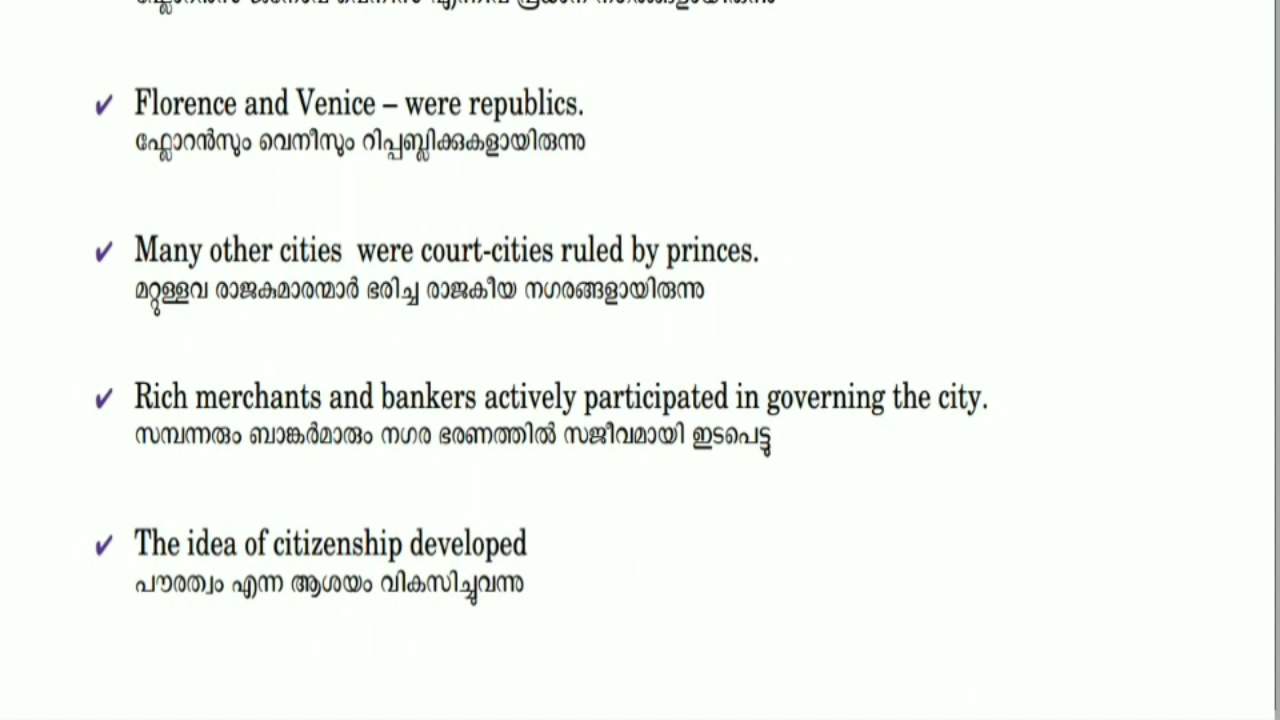 ✔ Florence and Venice – were republics.
ഫ്ലോറൻസും വെനീസും റിപ്പബ്ലിക്കുകളായിരുന്നു
✔ Many other cities were court-cities ruled by princes.
മറ്റുള്ളവ രാജകുമാരന്മാർ ഭരിച്ച രാജകീയ നഗരങ്ങളായിരുന്നു
✔ Rich merchants and bankers actively participated in governing the city.
സമ്പന്നരും ബാങ്കർമാരും നഗര ഭരണത്തിൽ സജീവമായി ഇടപെട്ടു
✔ The idea of citizenship developed
പൗരത്വം എന്ന ആശയം വികസിച്ചുവന്നു